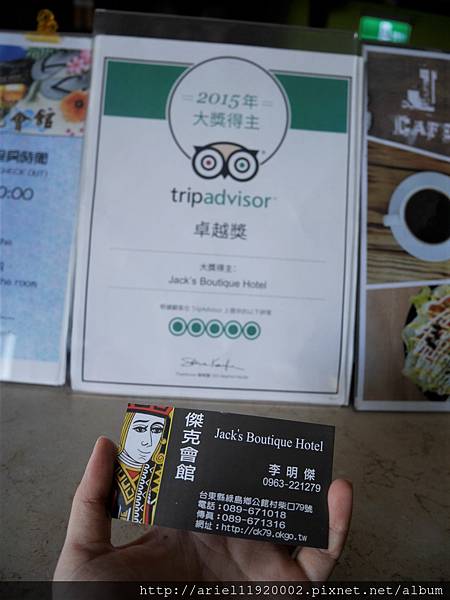 2015年
大獎得主
tripadvisor
卓越獎
大獎得主:
Jack's Boutique Hotel
會館
CHECK OUT)
0:00
the room
CAFE
傑克會館
Jack's Boutique Hotel
李明傑
0963-221279
台東縣綠島鄉公館村柴口79號
電話：089-671018
傳真：089-671316
網址：http://ck79.okgo.tw
http://ariel11920002.pixnet.net/album